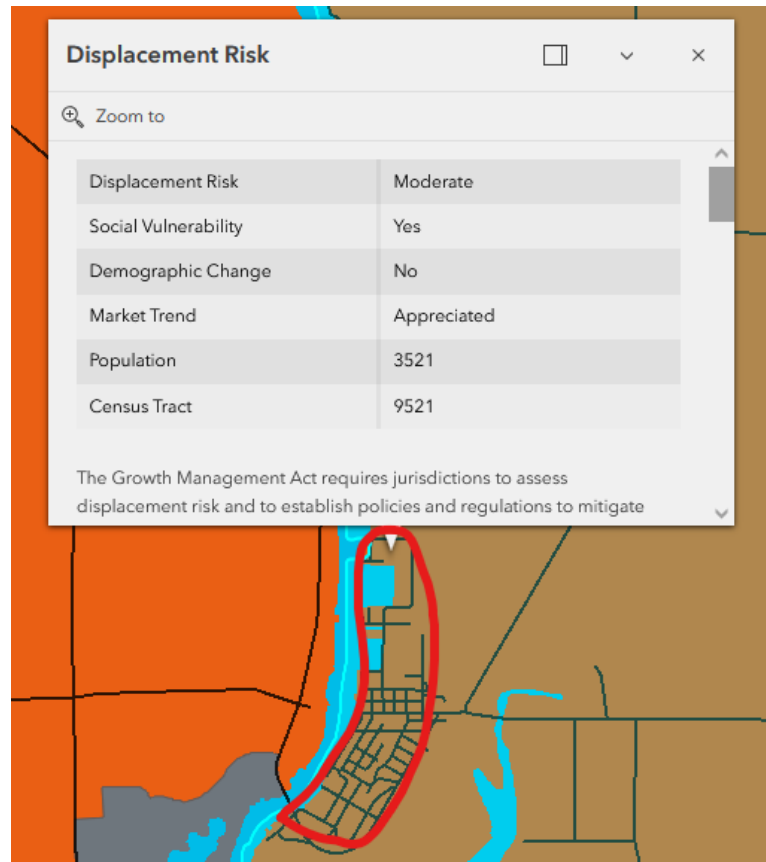 Displacement Risk
Zoom to
Displacement Risk Moderate
Social Vulnerability Yes
Demographic Change No
Market Trend Appreciated
Population 3521
Census Tract 9521
The Growth Management Act requires jurisdictions to assess
displacement risk and to establish policies and regulations to mitigate